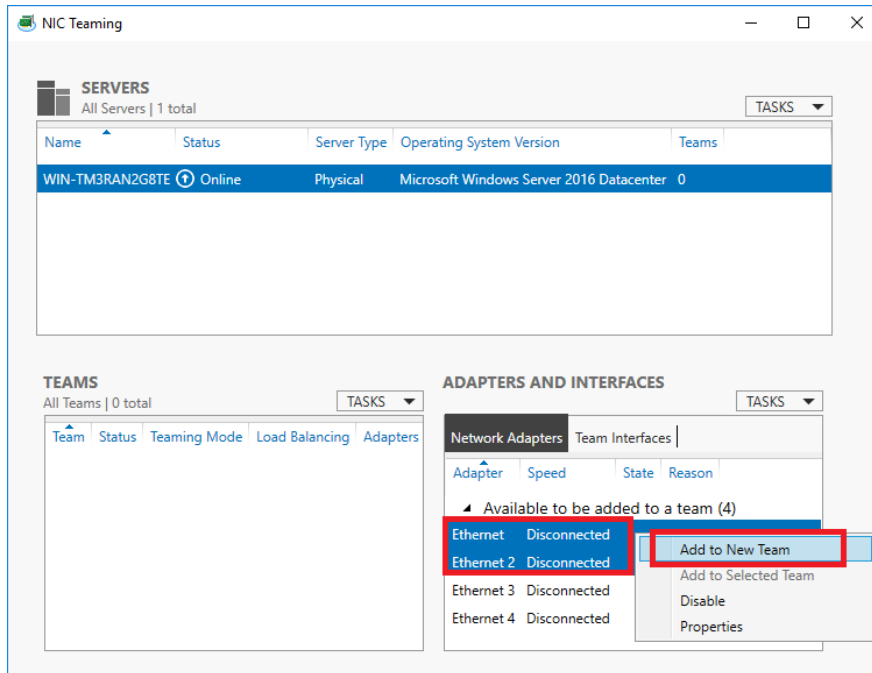 NIC Teaming
SERVERS
All Servers | 1 total
TASKS
Name Status Server Type Operating System Version Teams
WIN-TM3RAN2G8TE Online Physical Microsoft Windows Server 2016 Datacenter 0
TEAMS
All Teams | 0 total
TASKS
Team Status Teaming Mode Load Balancing Adapters
ADAPTERS AND INTERFACES
TASKS
Network Adapters Team Interfaces
Adapter Speed State Reason
Available to be added to a team (4)
Ethernet Disconnected
Ethernet 2 Disconnected
Ethernet 3 Disconnected
Ethernet 4 Disconnected
Add to New Team
Add to Selected Team
Disable
Properties